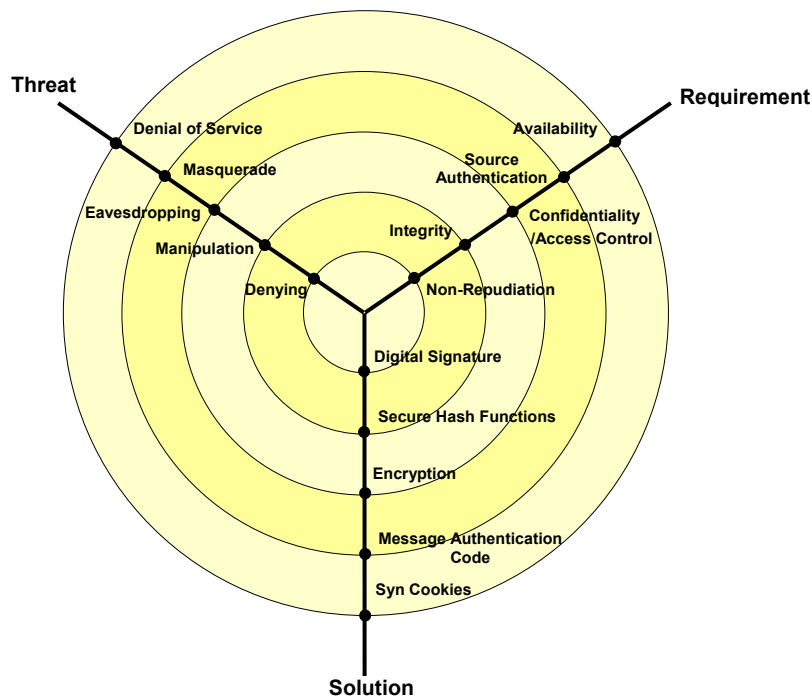 Threat
Requirement
Denial of Service
Availability
Masquerade
Source
Authentication
Eavesdropping
Confidentiality
/Access Control
Manipulation
Integrity
Denying
Non-Repudiation
Digital Signature
Secure Hash Functions
Encryption
Message Authentication
Code
Syn Cookies
Solution